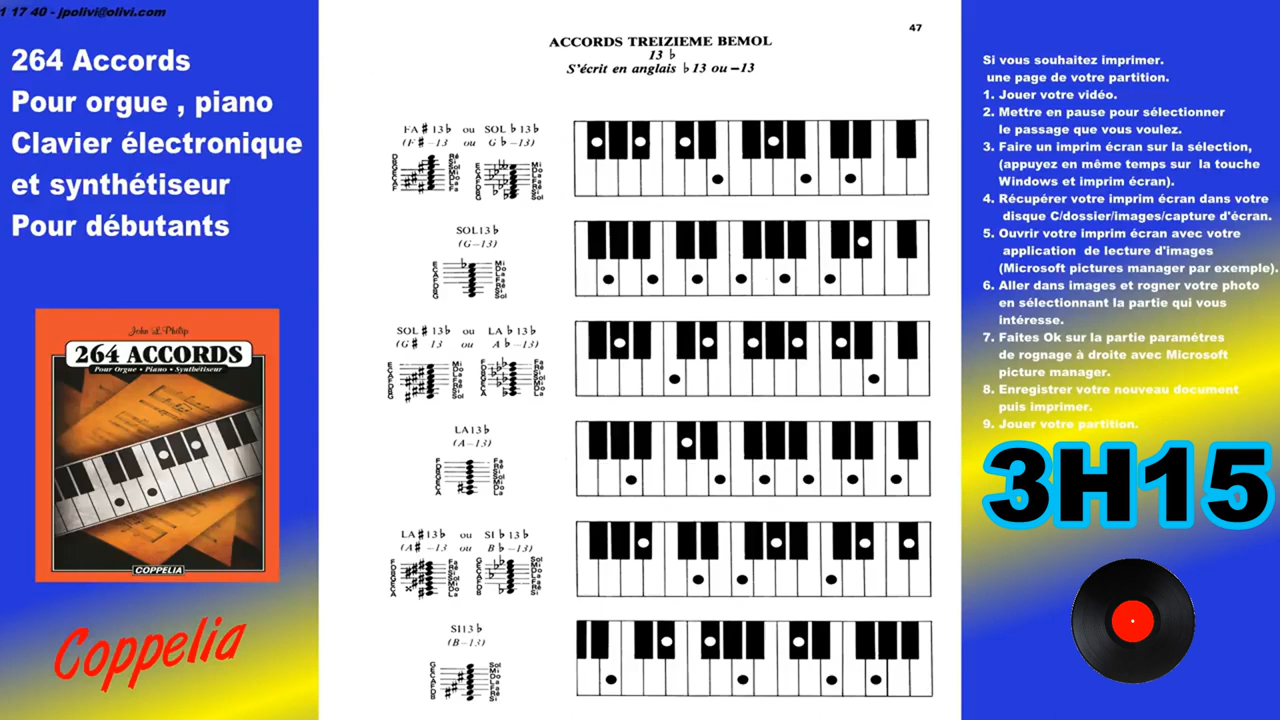 1 17 40 - jpolivi@olivi.com
264 Accords
Pour orgue , piano
Clavier électronique
et synthétiseur
Pour débutants
John L. Philip
264 ACCORDS
Pour Orgue • Piano • Synthétiseur
COPPELIA
Coppelia
47
ACCORDS TREIZIEME BEMOL
13 ♭
S'écrit en anglais ♭ 13 ou –13
FA ♯ 13♭ ou SOL ♭ 13♭
(F ♯ –13 ou G ♭ –13)
SOL13♭
(G–13)
SOL ♯ 13♭ ou LA ♭ 13♭
(G ♯ 13 ou A ♭ –13)
LA13♭
(A–13)
LA ♯ 13♭ ou SI ♭ 13♭
(A ♯ –13 ou B ♭ –13)
SI13♭
(B–13)
Si vous souhaitez imprimer.
une page de votre partition.
1. Jouer votre vidéo.
2. Mettre en pause pour sélectionner
le passage que vous voulez.
3. Faire un imprim écran sur la sélection,
(appuyez en même temps sur la touche
Windows et imprim écran).
4. Récupérer votre imprim écran dans votre
disque C/dossier/images/capture d'écran.
5. Ouvrir votre imprim écran avec votre
application de lecture d'images
(Microsoft pictures manager par exemple).
6. Aller dans images et rogner votre photo
en sélectionnant la partie qui vous
intéresse.
7. Faites Ok sur la partie paramétres
de rognage à droite avec Microsoft
picture manager.
8. Enregistrer votre nouveau document
puis imprimer.
9. Jouer votre partition.
3H15